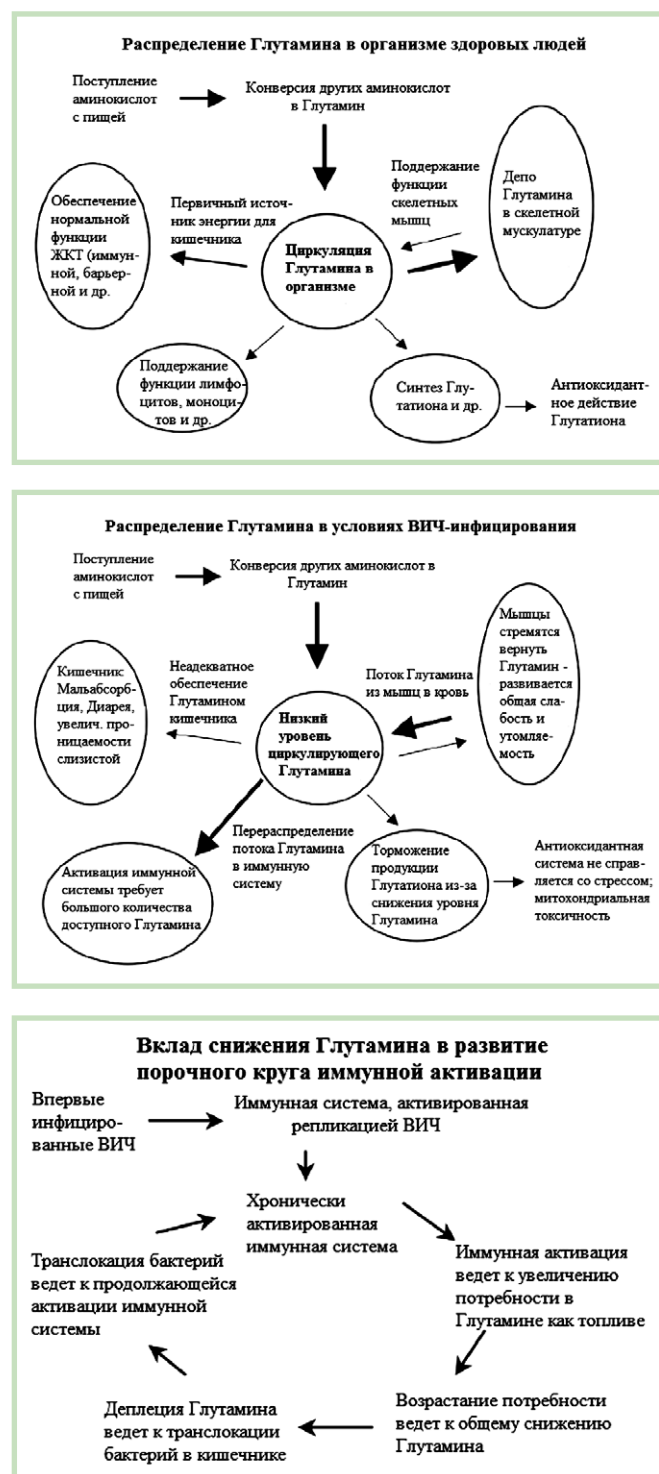 Распределение Глутамина в организме здоровых людей
Поступление
аминокислот
с пищей
Конверсия других аминокислот
в Глутамин
Обеспечение
нормальной
функции
ЖКТ (иммун-
ной, барьер-
ной и др.
Первичный источ-
ник энергии для
кишечника
Циркуляция
Глутамина в
организме
Поддержание
функции
скелетных
мышц
Депо
Глутамина
в скелетной
мускулатуре
Поддержание
функции лимфо-
цитов, моноци-
тов и др.
Синтез Глу-
татиона и др.
Антиоксидант-
ное действие
Глутатиона
Распределение Глутамина в условиях ВИЧ-инфицирования
Поступление
аминокислот
с пищей
Конверсия других аминокислот в
Глутамин
Кишечник:
Мальабсорб-
ция, Диарея,
увелич. про-
ницаемости
слизистой
Неадекватное
обеспечение
Глутамином
кишечника
Низкий
уровень
циркулирующего
Глутамина
Поток Глутамина
из мышц в кровь
Мышцы
стремятся
вернуть
Глутамин -
развивается
общая сла-
бость и
утомляе-
мость
Активация иммунной
системы требует
большого количества
доступного Глутамина
Перераспределение
потока Глутамина
в иммунную
систему
Торможение
продукции
Глутатиона из-за
снижения уровня
Глутамина
Антиоксидантная
система не справ-
ляется со стрессом;
митохондриальная
токсичность
Вклад снижения Глутамина в развитие
порочного круга иммунной активации
Впервые
инфициро-
ванные ВИЧ
Иммунная система, активированная
репликацией ВИЧ
Хронически
активированная
иммунная система
Иммунная активация
ведет к увеличению
потребности в
Глутамине как топливе
Возрастание потребности
ведет к общему снижению
Глутамина
Деплеция Глутамина
ведет к транслокации
бактерий в кишечнике
Транслокация бактерий
ведет к продолжающейся
активации иммунной
системы